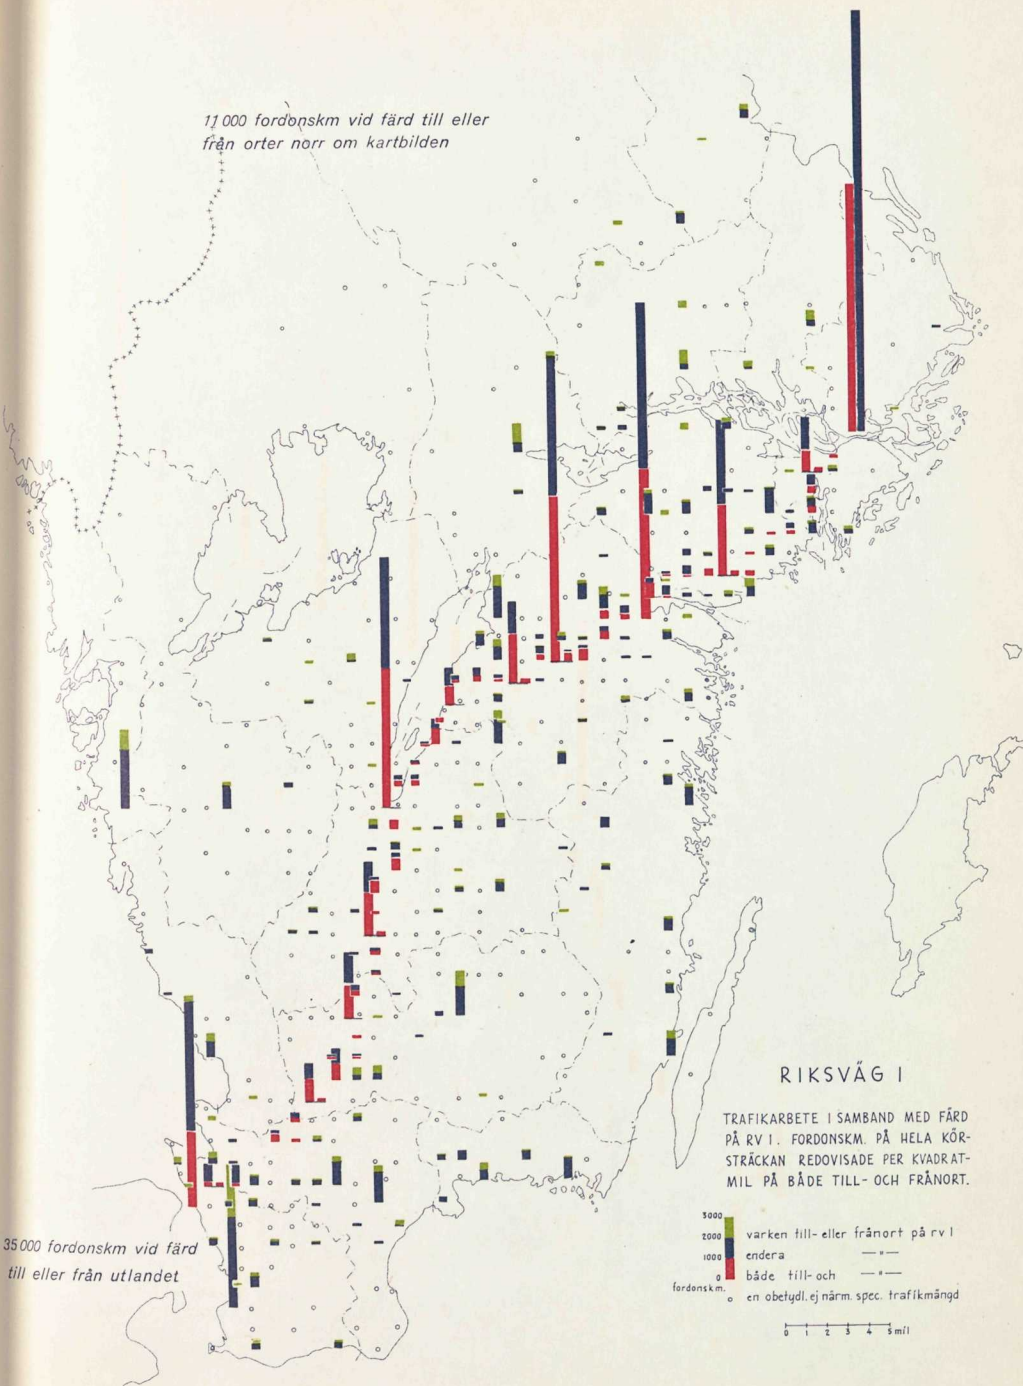 11 000 fordonskm vid färd till eller
från orter norr om kartbilden
35 000 fordonskm vid färd
till eller från utlandet
RIKSVÄG I
TRAFIKARBETE I SAMBAND MED FÄRD
PÅ RV I. FORDONSKM. PÅ HELA KÖR-
STRÄCKAN REDOVISADE PER KVADRAT-
MIL PÅ BÅDE TILL- OCH FRÅNORT.
3000
2000 varken till- eller frånort på rv I
1000 endera —"—
0 både till- och —"—
fordonskm.
o en obetydl. ej närm. spec. trafikmängd
0 1 2 3 4 5 mil